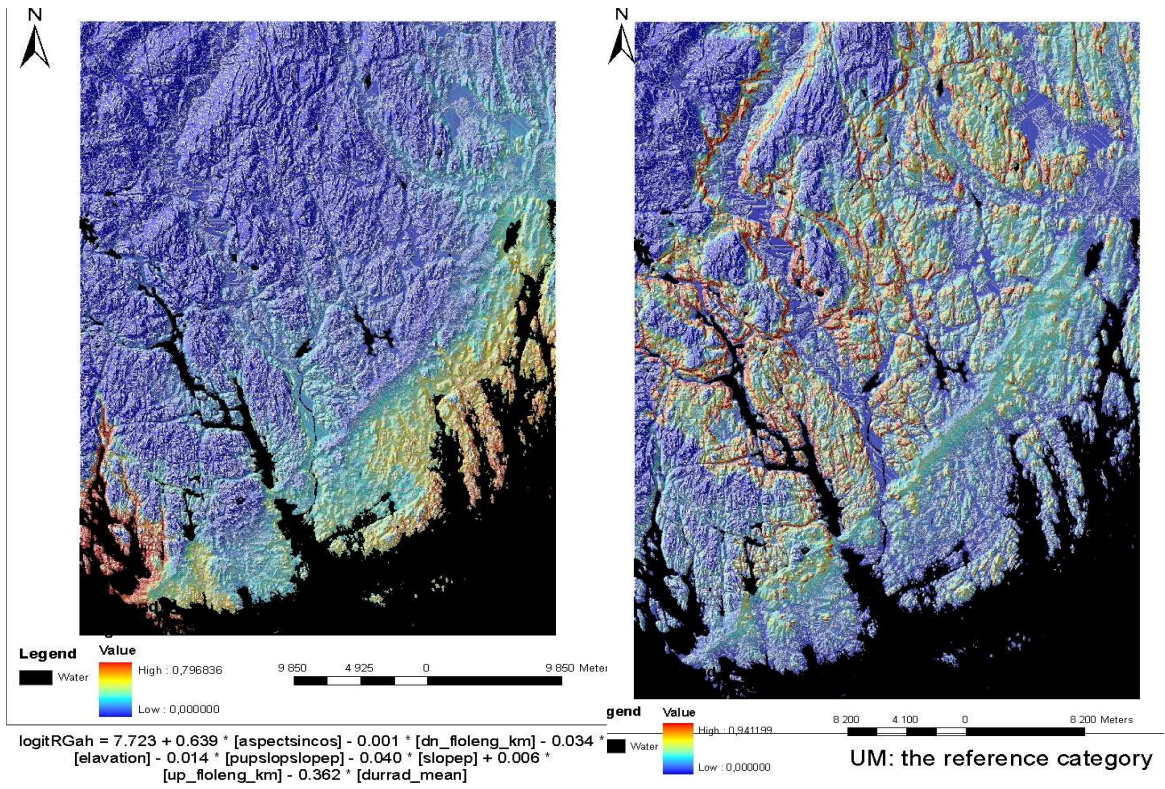 N
N
Legend
Water
Value
High : 0,796836
Low : 0,000000
9 850 4 925 0 9 850 Meter
logitRGah = 7.723 + 0.639 * [aspectsincos] - 0.001 * [dn_floleng_km] - 0.034 *
[elavation] - 0.014 * [pupslopslopep] - 0.040 * [slopep] + 0.006 *
[up_floleng_km] - 0.362 * [durrad_mean]
gend
Water
Value
High : 0,941199
Low : 0,000000
8 200 4 100 0 8 200 Meters
UM: the reference category